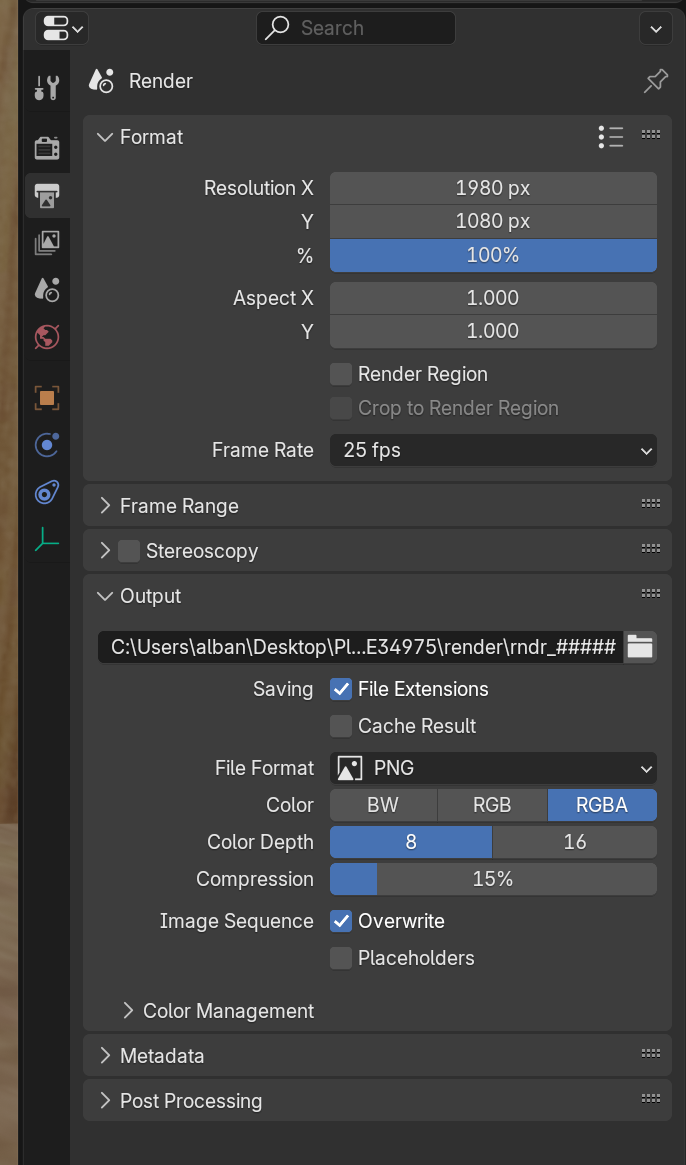 Search
Render
Format
Resolution X 1980 px
Y 1080 px
% 100%
Aspect X 1.000
Y 1.000
Render Region
Crop to Render Region
Frame Rate 25 fps
Frame Range
Stereoscopy
Output
C:\Users\alban\Desktop\Pl...E34975\render\rndr_#####
Saving File Extensions
Cache Result
File Format PNG
Color BW RGB RGBA
Color Depth 8 16
Compression 15%
Image Sequence Overwrite
Placeholders
Color Management
Metadata
Post Processing